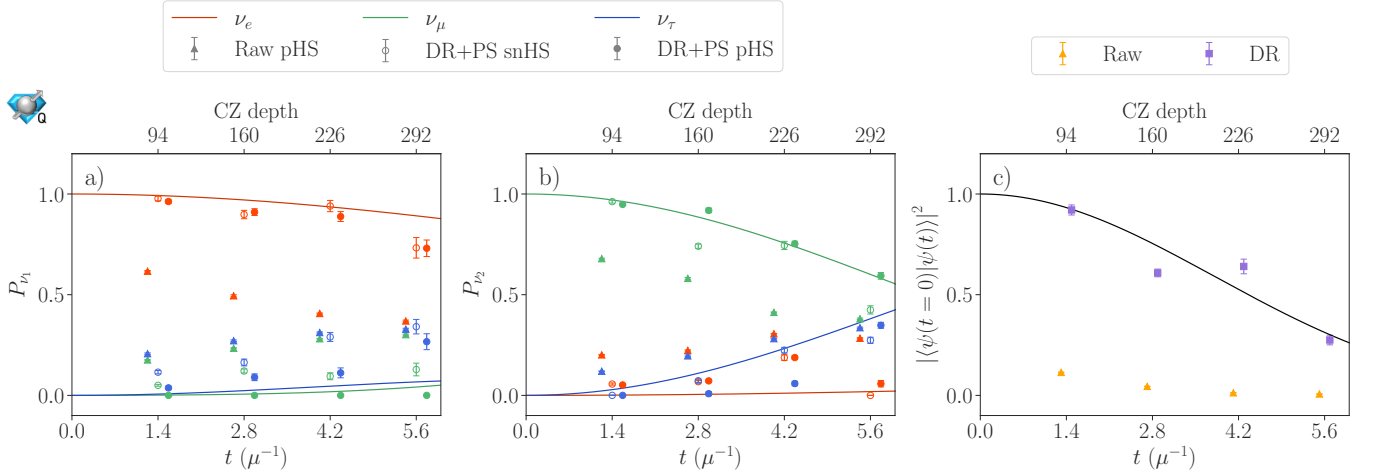 ν_e ν_μ ν_τ
Raw pHS DR+PS snHS DR+PS pHS
Raw DR
Q
CZ depth CZ depth CZ depth
94 160 226 292 94 160 226 292 94 160 226 292
a) b) c)
1.0 1.0 1.0
P_{ν_1} P_{ν_2} |⟨ψ(t = 0)|ψ(t)⟩|^2
0.5 0.5 0.5
0.0 0.0 0.0
0.0 1.4 2.8 4.2 5.6 0.0 1.4 2.8 4.2 5.6 0.0 1.4 2.8 4.2 5.6
t (μ^{-1}) t (μ^{-1}) t (μ^{-1})